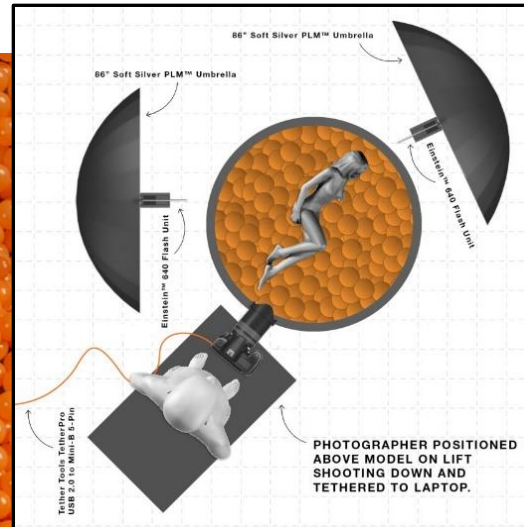 86" Soft Silver PLM™ Umbrella
86" Soft Silver PLM™ Umbrella
Einstein™ 640 Flash Unit
Einstein™ 640 Flash Unit
Tether Tools TetherPro
USB 2.0 to Mini-B 5-Pin
PHOTOGRAPHER POSITIONED
ABOVE MODEL ON LIFT
SHOOTING DOWN AND
TETHERED TO LAPTOP.